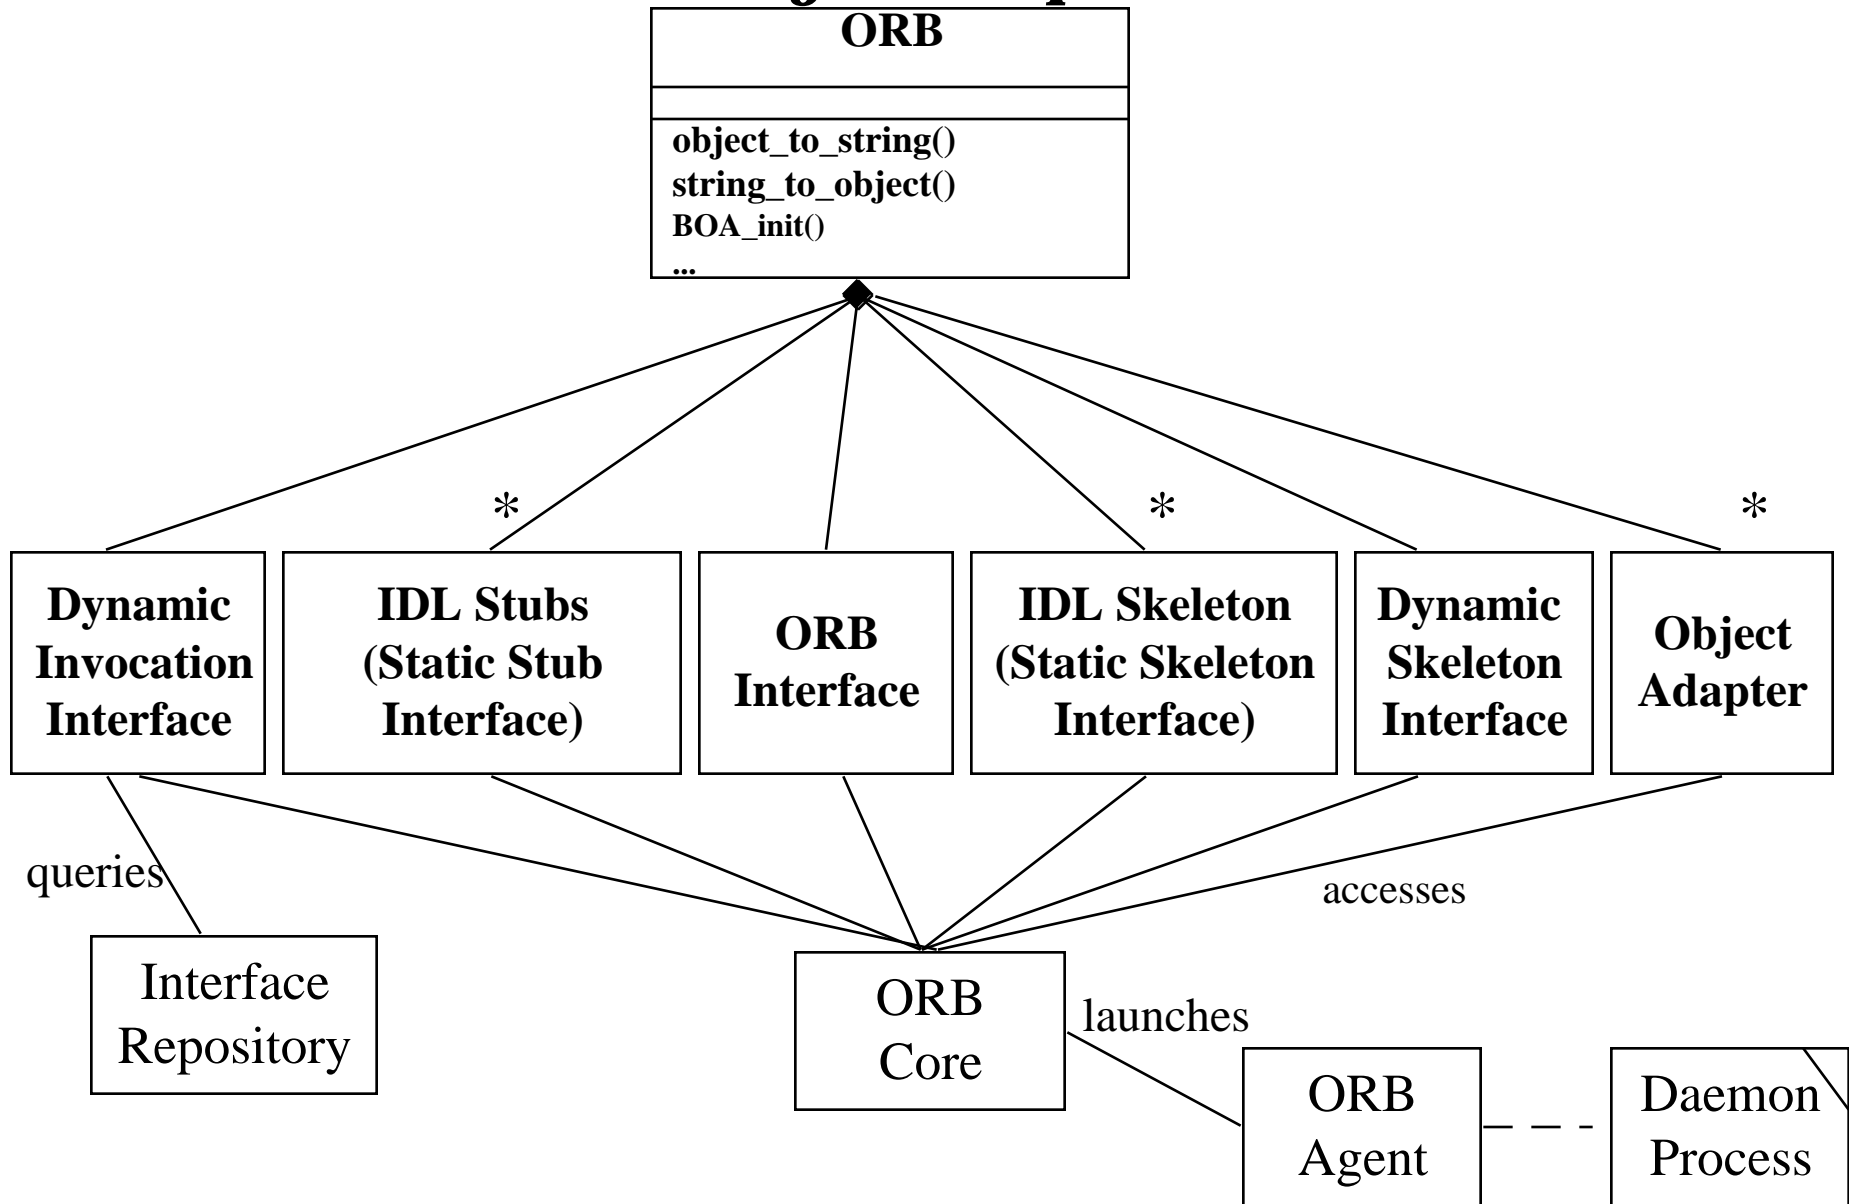 ORB
object_to_string()
string_to_object()
BOA_init()
...
*
*
*
Dynamic
Invocation
Interface
IDL Stubs
(Static Stub
Interface)
ORB
Interface
IDL Skeleton
(Static Skeleton
Interface)
Dynamic
Skeleton
Interface
Object
Adapter
queries
accesses
Interface
Repository
ORB
Core
launches
ORB
Agent
Daemon
Process